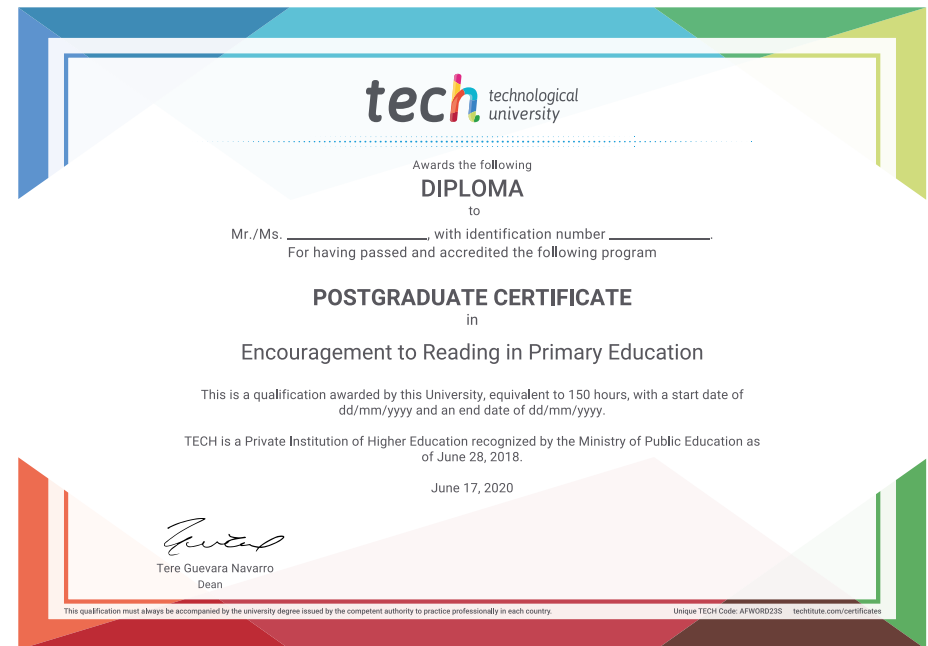 tech technological
university
Awards the following
DIPLOMA
to
Mr./Ms. ____________________, with identification number ______________.
For having passed and accredited the following program
POSTGRADUATE CERTIFICATE
in
Encouragement to Reading in Primary Education
This is a qualification awarded by this University, equivalent to 150 hours, with a start date of
dd/mm/yyyy and an end date of dd/mm/yyyy.
TECH is a Private Institution of Higher Education recognized by the Ministry of Public Education as
of June 28, 2018.
June 17, 2020
Tere Guevara Navarro
Dean
This qualification must always be accompanied by the university degree issued by the competent authority to practice professionally in each country.
Unique TECH Code: AFWORD23S techtitute.com/certificates